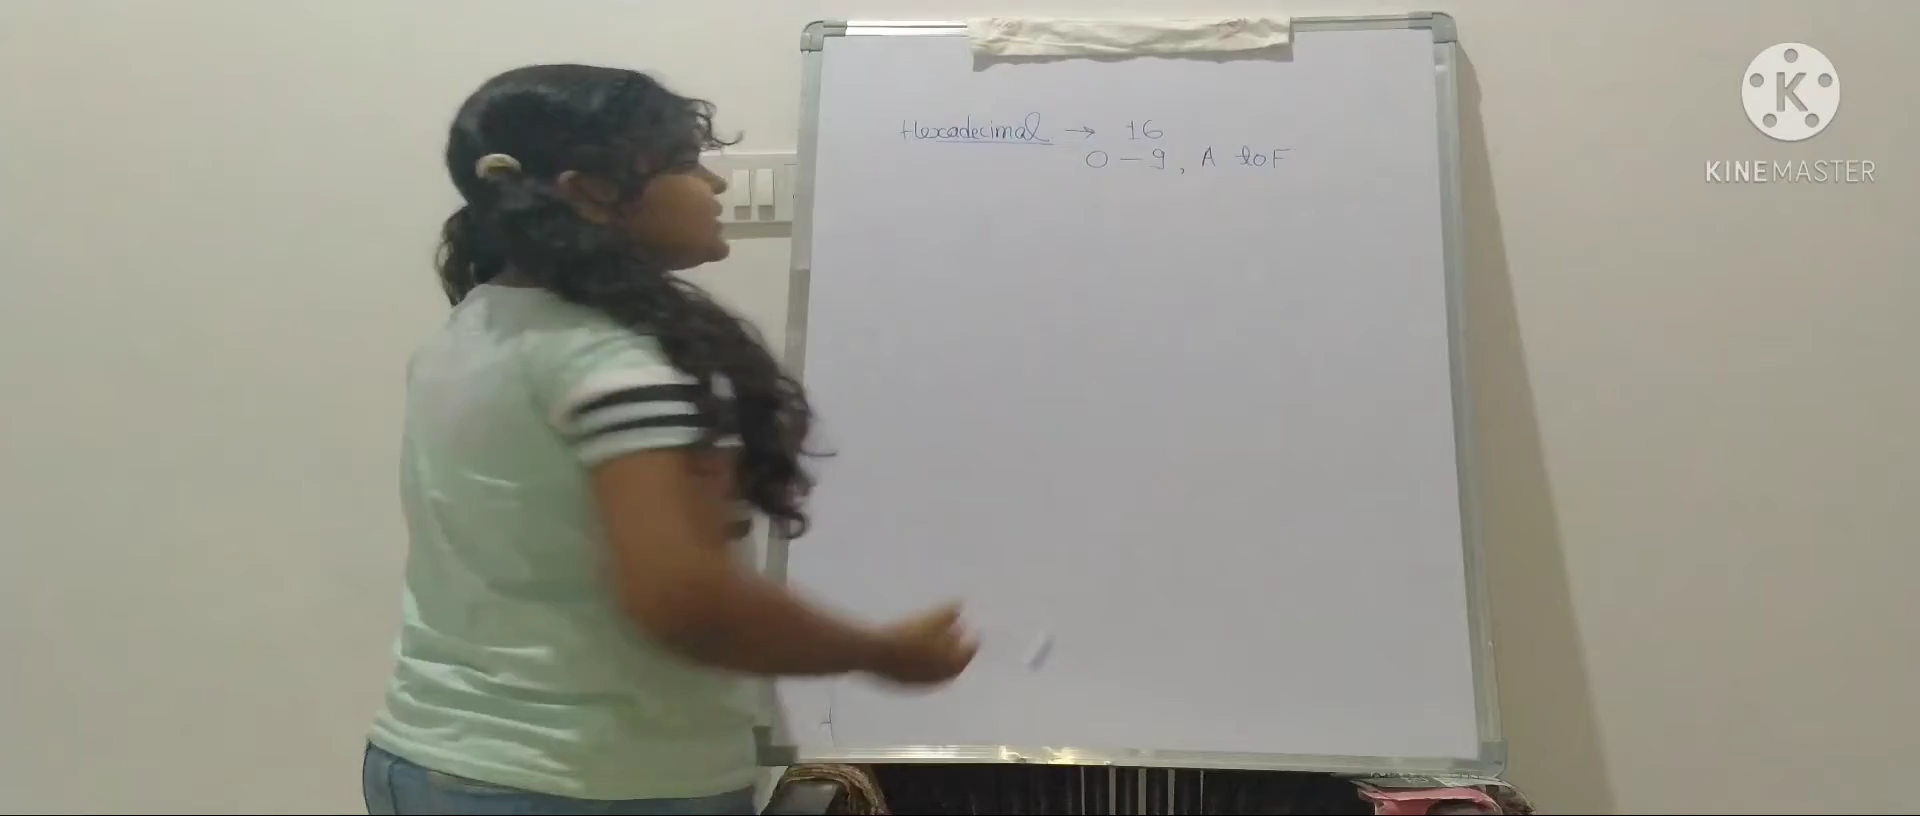 Hexadecimal → 16
0 – 9, A to F
K
KINEMASTER